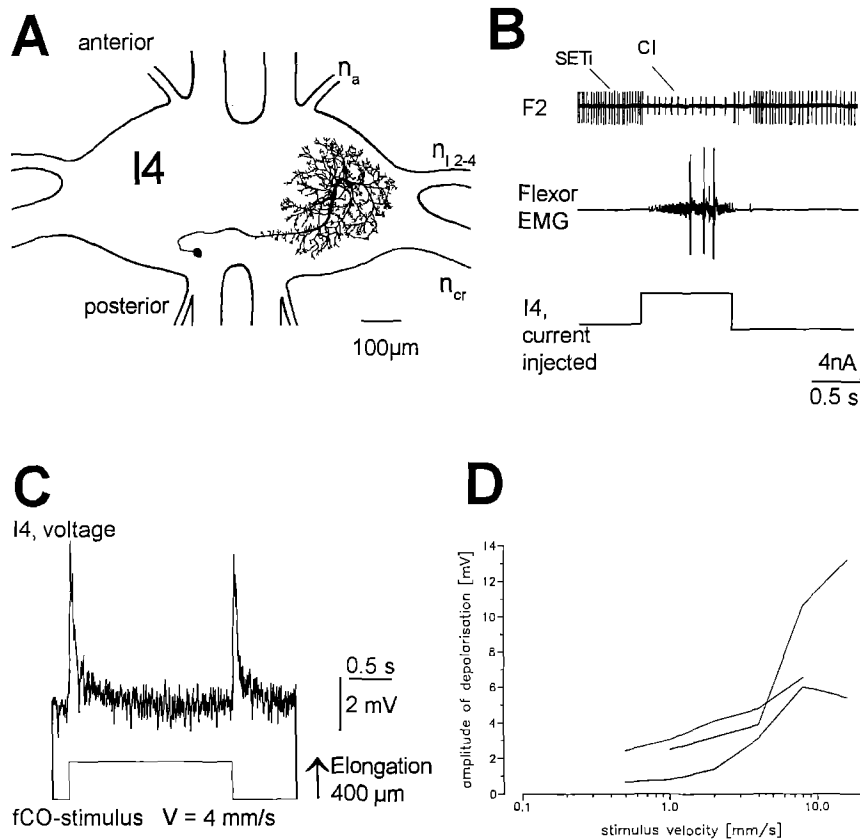 A
anterior
n_a
I4
n_I 2-4
posterior
n_cr
100μm
B
SETi
CI
F2
Flexor
EMG
I4,
current
injected
4nA
0.5 s
C
I4, voltage
0.5 s
2 mV
Elongation
400 μm
fCO-stimulus V = 4 mm/s
D
amplitude of depolarisation [mV]
14
12
10
8
6
4
2
0
0.1
1.0
10.0
stimulus velocity [mm/s]